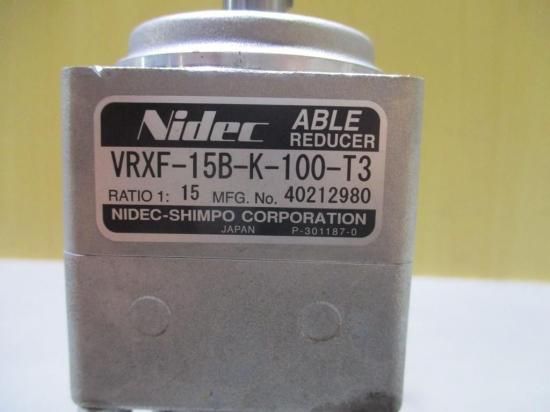 Nidec ABLE REDUCER
VRXF-15B-K-100-T3
RATIO 1: 15 MFG. No. 40212980
NIDEC-SHIMPO CORPORATION
JAPAN P-301187-0